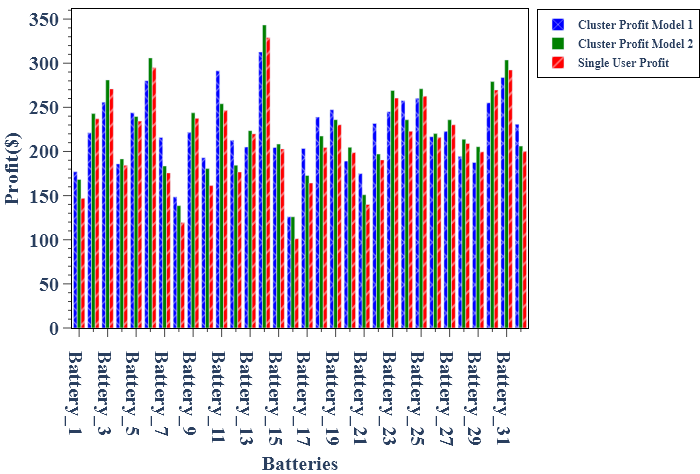 350
300
250
200
150
100
50
0
Profit($)
Cluster Profit Model 1
Cluster Profit Model 2
Single User Profit
Battery_1
Battery_3
Battery_5
Battery_7
Battery_9
Battery_11
Battery_13
Battery_15
Battery_17
Battery_19
Battery_21
Battery_23
Battery_25
Battery_27
Battery_29
Battery_31
Batteries